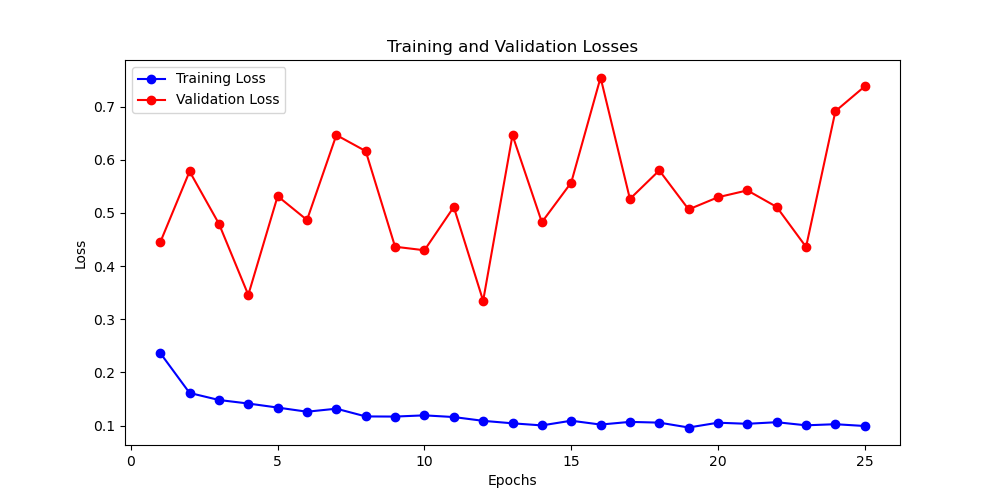 Training and Validation Losses
Training Loss
Validation Loss
0.7
0.6
0.5
0.4
0.3
0.2
0.1
Loss
0 5 10 15 20 25
Epochs